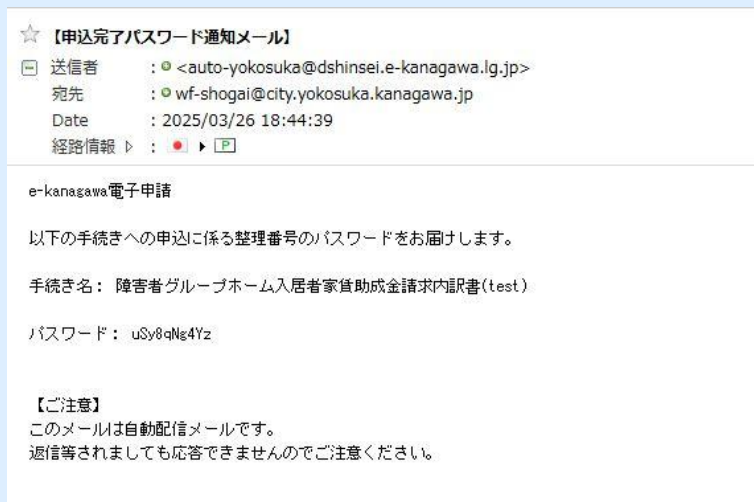 ☆ 【申込完了パスワード通知メール】
送信者 : <auto-yokosuka@dshinsei.e-kanagawa.lg.jp>
宛先 : wf-shogai@city.yokosuka.kanagawa.jp
Date : 2025/03/26 18:44:39
経路情報 ▷ : ▶ P
e-kanagawa電子申請
以下の手続きへの申込に係る整理番号のパスワードをお届けします。
手続き名： 障害者グループホーム入居者家賃助成金請求内訳書(test)
パスワード： uSy8qNg4Yz
【ご注意】
このメールは自動配信メールです。
返信等されましても応答できませんのでご注意ください。